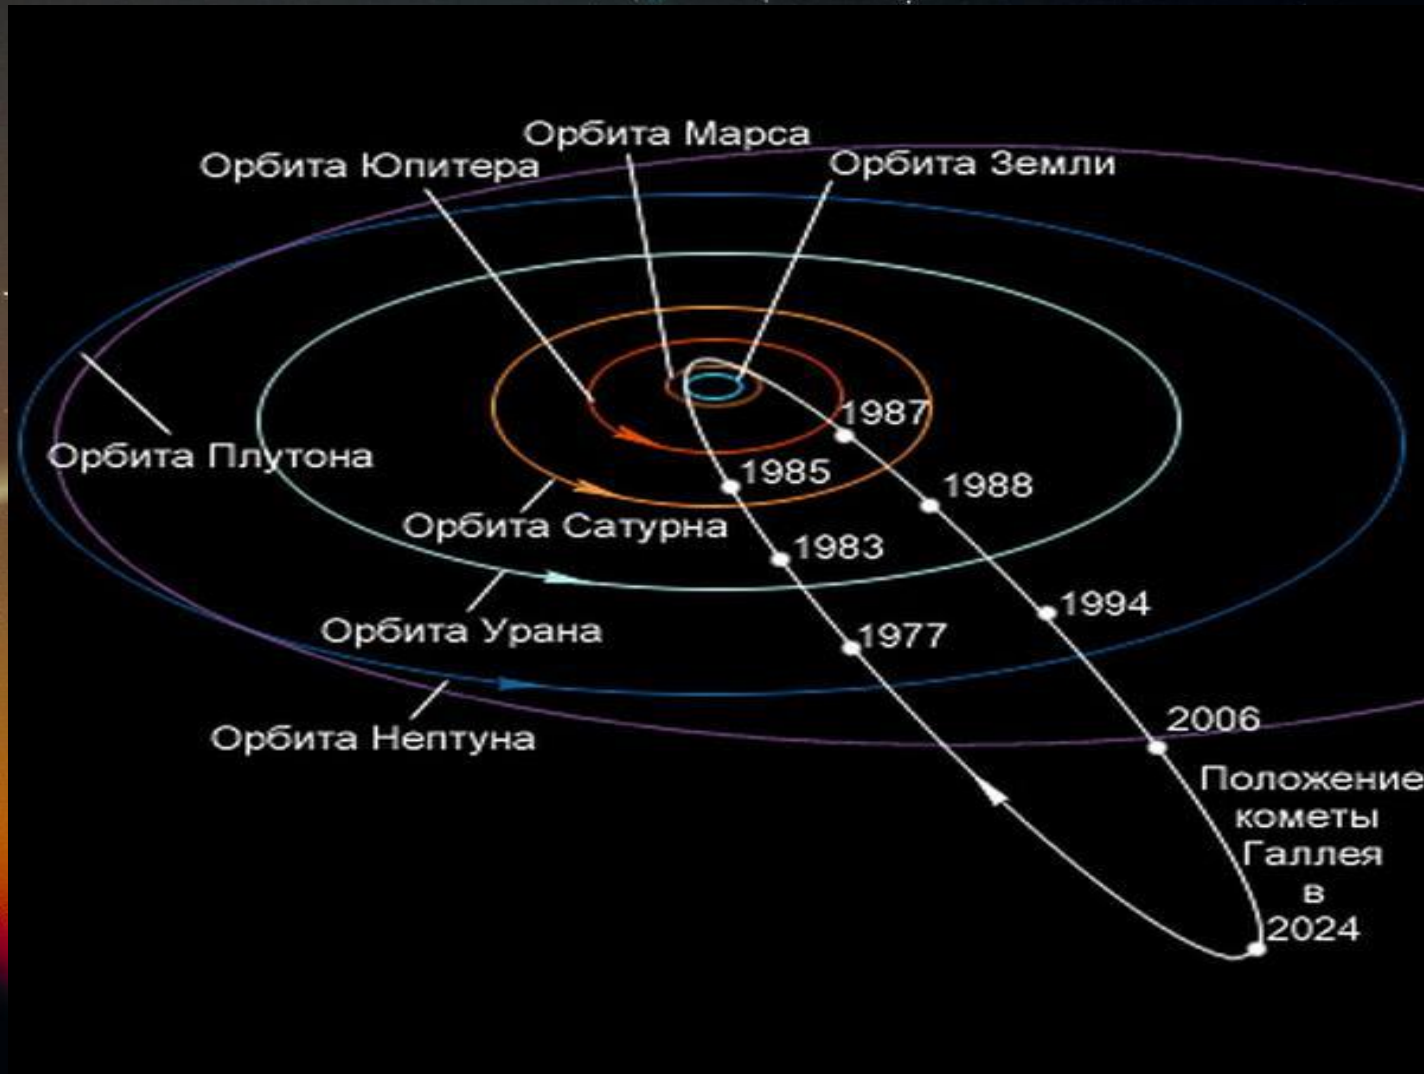 Орбита Марса
Орбита Юпитера
Орбита Земли
1987
Орбита Плутона
1985
1988
Орбита Сатурна
1983
1994
Орбита Урана
1977
2006
Орбита Нептуна
Положение
кометы
Галлея
в
2024